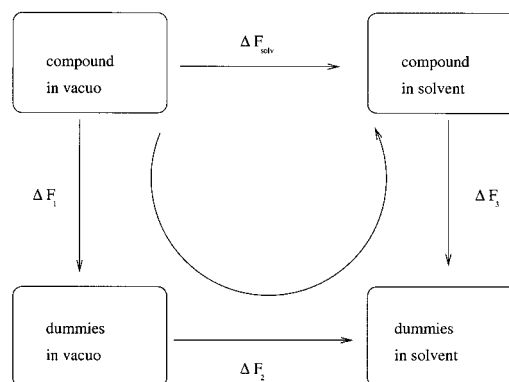 ΔF_solv
compound
in vacuo
compound
in solvent
ΔF_1
ΔF_3
dummies
in vacuo
dummies
in solvent
ΔF_2